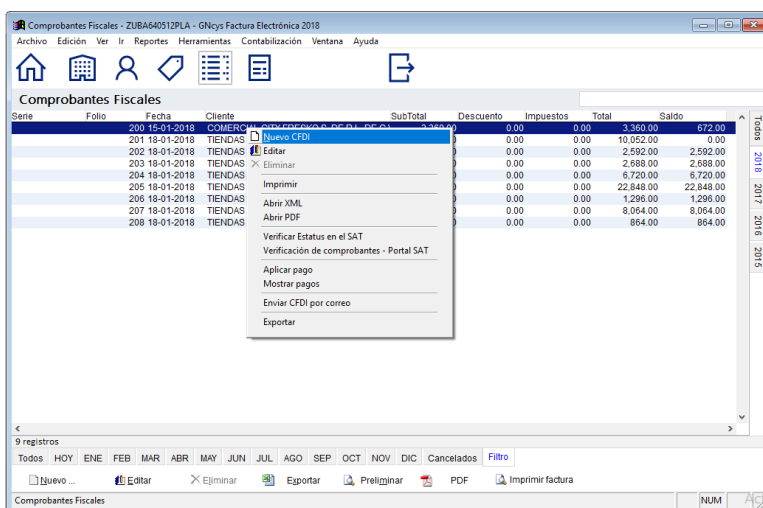 Comprobantes Fiscales - ZUBA640512PLA - GNcys Factura Electrónica 2018
Archivo Edición Ver Ir Reportes Herramientas Contabilización Ventana Ayuda
Comprobantes Fiscales
Serie Folio Fecha Cliente SubTotal Descuento Impuestos Total Saldo
200 15-01-2018 COMERCIAL CITY FRESKO S. DE R.L. DE C.V. 3,360.00 0.00 0.00 3,360.00 672.00
201 18-01-2018 TIENDAS 0.00 0.00 10,052.00 0.00
202 18-01-2018 TIENDAS 0.00 0.00 2,592.00 2,592.00
203 18-01-2018 TIENDAS 0.00 0.00 2,688.00 2,688.00
204 18-01-2018 TIENDAS 0.00 0.00 6,720.00 6,720.00
205 18-01-2018 TIENDAS 0.00 0.00 22,848.00 22,848.00
206 18-01-2018 TIENDAS 0.00 0.00 1,296.00 1,296.00
207 18-01-2018 TIENDAS 0.00 0.00 8,064.00 8,064.00
208 18-01-2018 TIENDAS 0.00 0.00 864.00 864.00
Nuevo CFDI
Editar
Eliminar
Imprimir
Abrir XML
Abrir PDF
Verificar Estatus en el SAT
Verificación de comprobantes - Portal SAT
Aplicar pago
Mostrar pagos
Enviar CFDI por correo
Exportar
Todos
2018
2017
2016
2015
9 registros
Todos HOY ENE FEB MAR ABR MAY JUN JUL AGO SEP OCT NOV DIC Cancelados Filtro
Nuevo ... Editar Eliminar Exportar Preliminar PDF Imprimir factura
Comprobantes Fiscales NUM